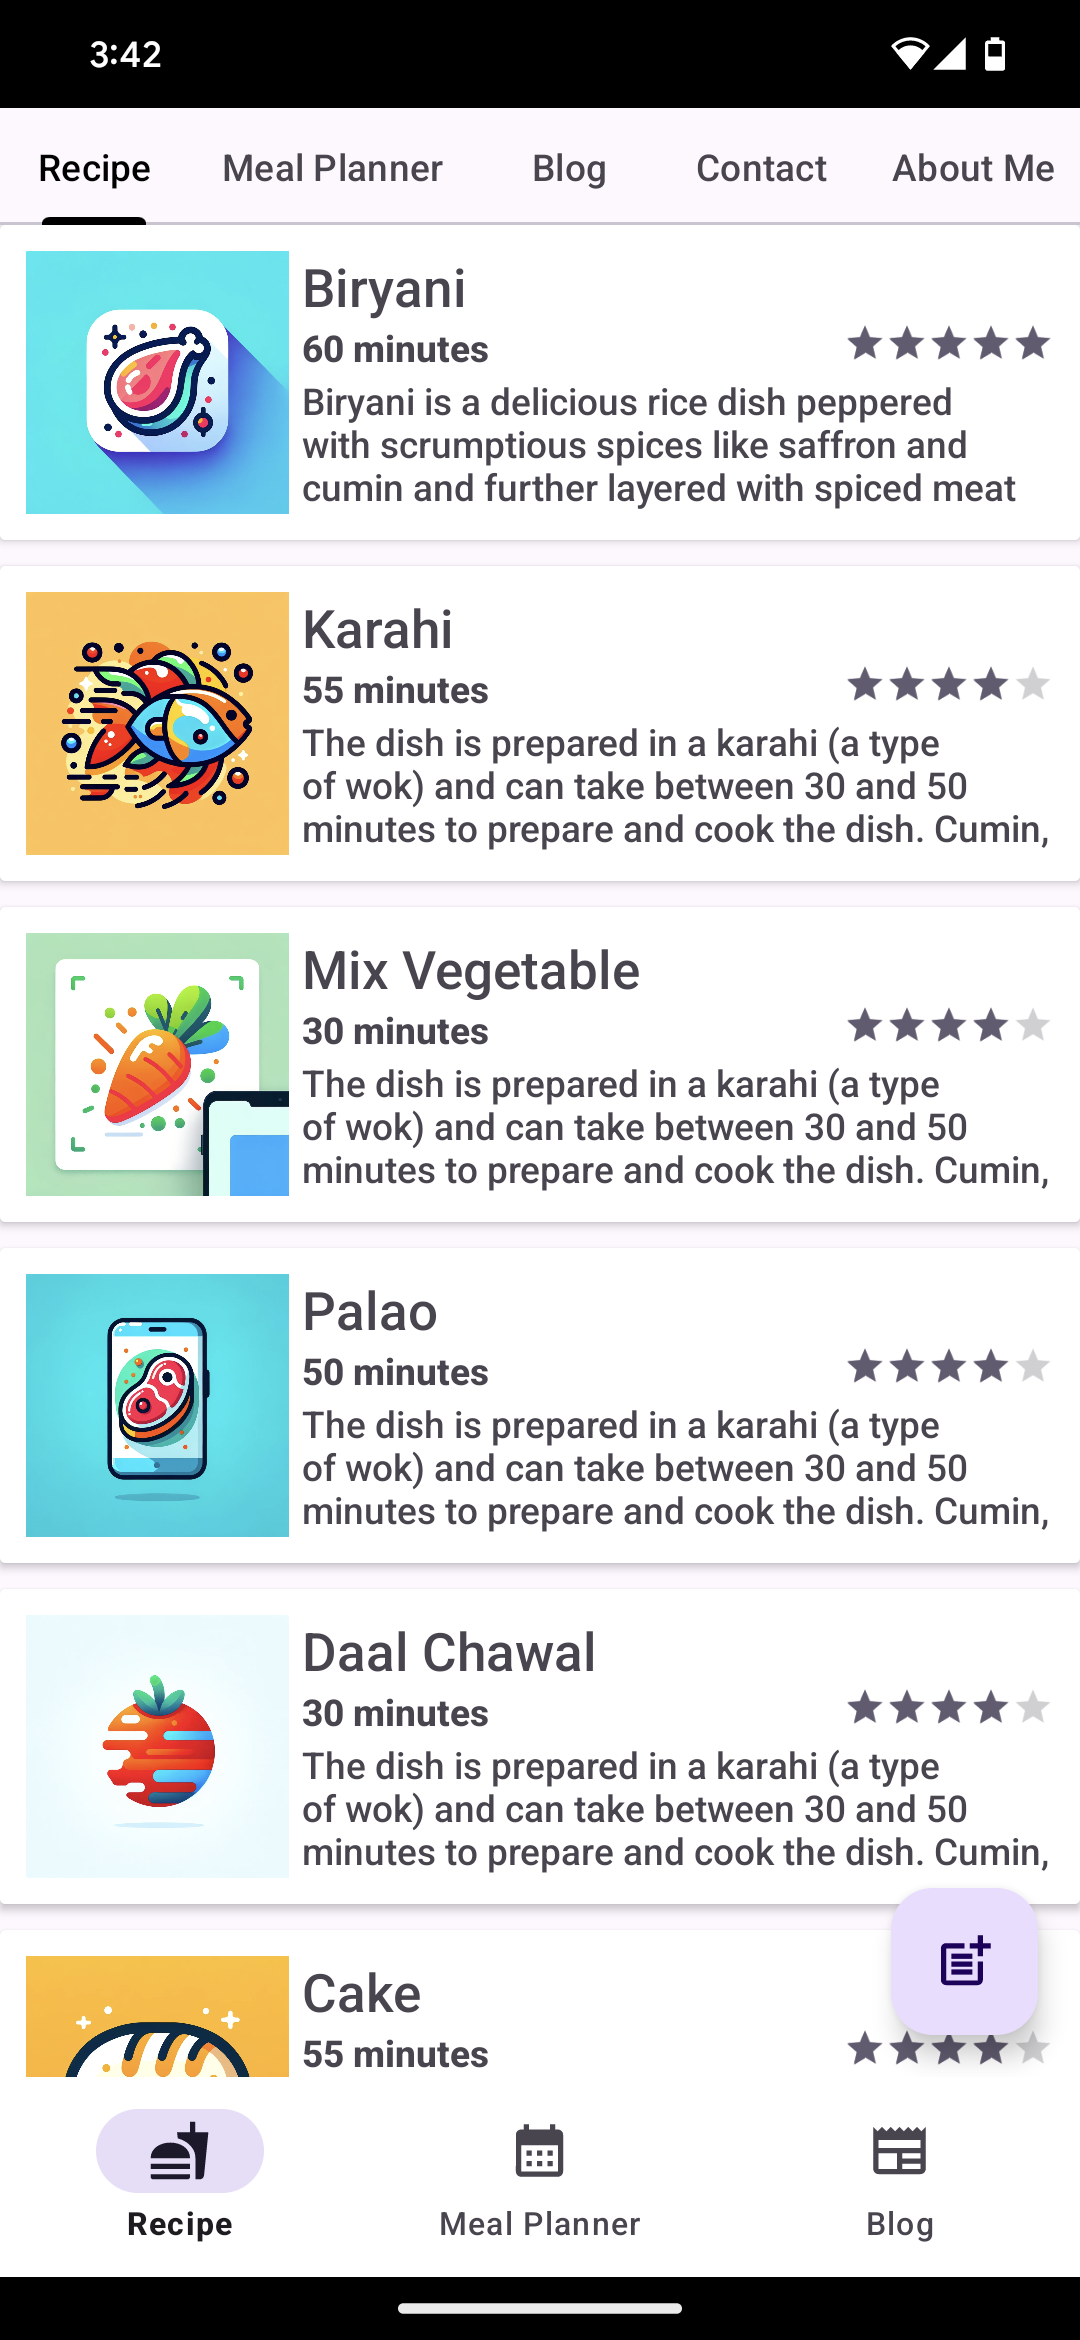 3:42
Recipe Meal Planner Blog Contact About Me
Biryani
60 minutes
Biryani is a delicious rice dish peppered
with scrumptious spices like saffron and
cumin and further layered with spiced meat
Karahi
55 minutes
The dish is prepared in a karahi (a type
of wok) and can take between 30 and 50
minutes to prepare and cook the dish. Cumin,
Mix Vegetable
30 minutes
The dish is prepared in a karahi (a type
of wok) and can take between 30 and 50
minutes to prepare and cook the dish. Cumin,
Palao
50 minutes
The dish is prepared in a karahi (a type
of wok) and can take between 30 and 50
minutes to prepare and cook the dish. Cumin,
Daal Chawal
30 minutes
The dish is prepared in a karahi (a type
of wok) and can take between 30 and 50
minutes to prepare and cook the dish. Cumin,
Cake
55 minutes
Recipe Meal Planner Blog